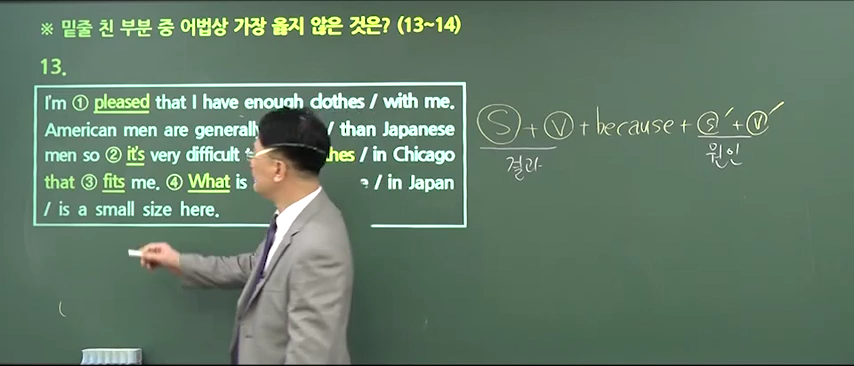 ※ 밑줄 친 부분 중 어법상 가장 옳지 않은 것은? (13~14)
13.
I'm ① pleased that I have enough clothes / with me.
American men are generally / than Japanese
men so ② it's very difficult / in Chicago
that ③ fits me. ④ What is / in Japan
/ is a small size here.
S + V + because + s' + v'
결과 원인